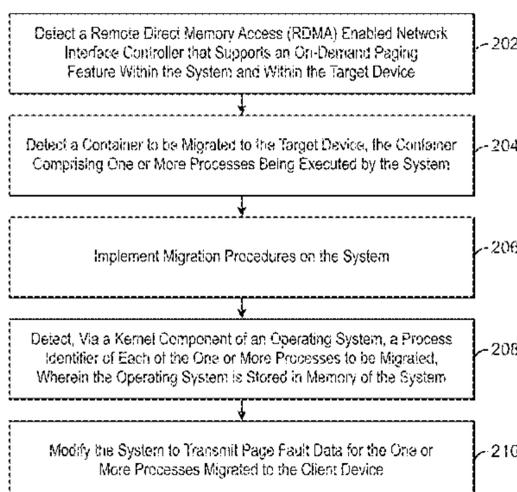 Detect a Remote Direct Memory Access (RDMA) Enabled Network
Interface Controller that Supports an On-Demand Paging
Feature Within the System and Within the Target Device
202
Detect a Container to be Migrated to the Target Device, the Container
Comprising One or More Processes Being Executed by the System
204
Implement Migration Procedures on the System
206
Detect, Via a Kernel Component of an Operating System, a Process
Identifier of Each of the One or More Processes to be Migrated,
Wherein the Operating System is Stored in Memory of the System
208
Modify the System to Transmit Page Fault Data for the One or
More Processes Migrated to the Client Device
210